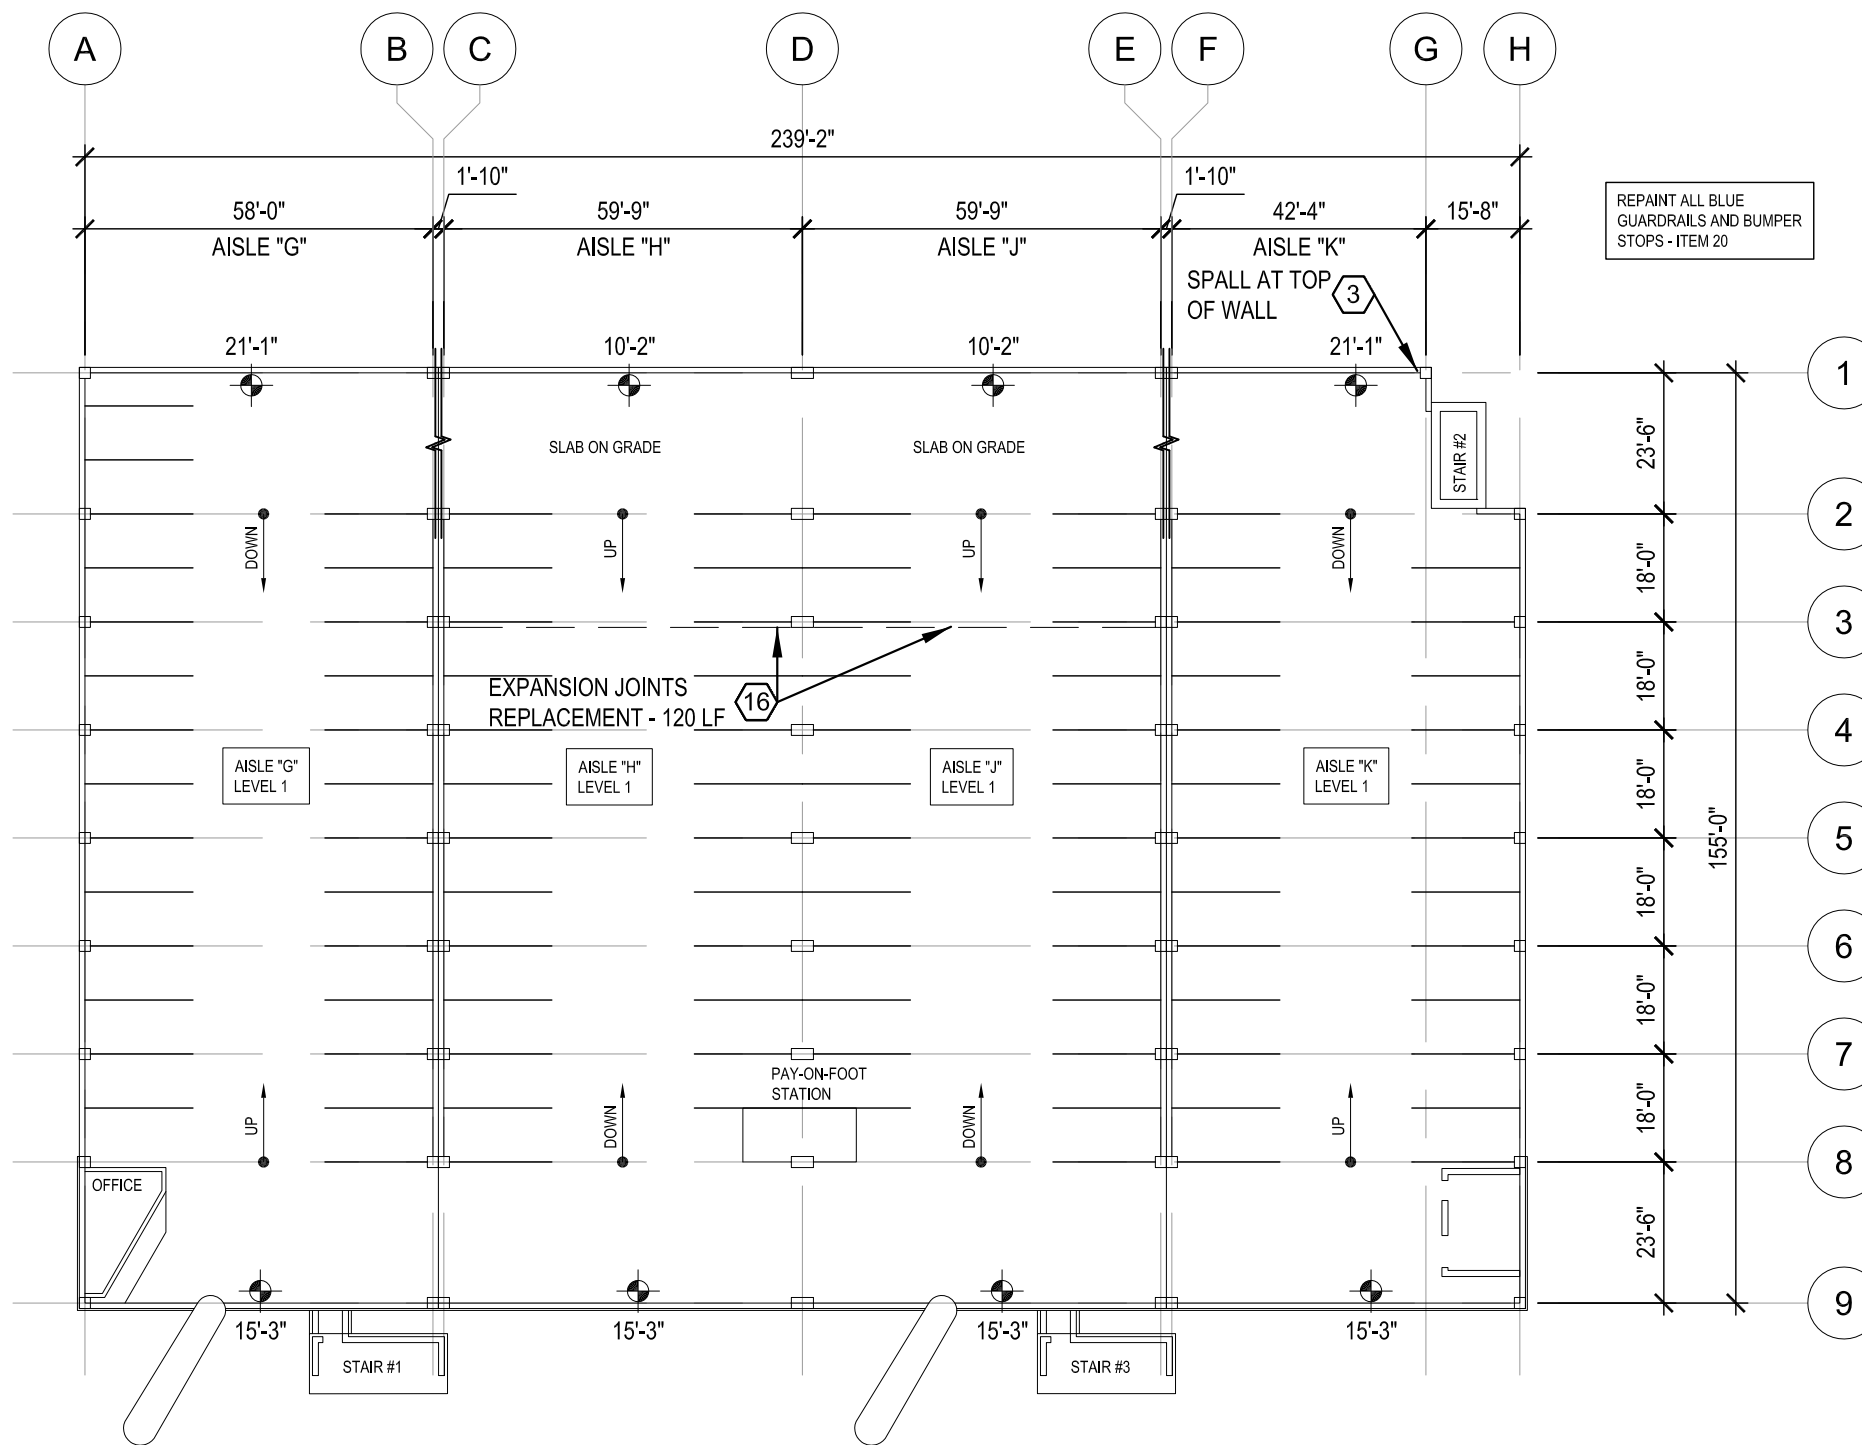 A B C D E F G H
239'-2"
1'-10" 1'-10"
58'-0" 59'-9" 59'-9" 42'-4" 15'-8"
AISLE "G" AISLE "H" AISLE "J" AISLE "K"
REPAINT ALL BLUE
GUARDRAILS AND BUMPER
STOPS - ITEM 20
SPALL AT TOP
OF WALL
3
21'-1" 10'-2" 10'-2" 21'-1"
1
SLAB ON GRADE SLAB ON GRADE
STAIR #2
23'-6"
2
DOWN UP UP DOWN
18'-0"
3
EXPANSION JOINTS
REPLACEMENT - 120 LF
16
18'-0"
4
AISLE "G"
LEVEL 1
AISLE "H"
LEVEL 1
AISLE "J"
LEVEL 1
AISLE "K"
LEVEL 1
18'-0"
155'-0"
5
18'-0"
6
18'-0"
7
PAY-ON-FOOT
STATION
UP DOWN DOWN UP
18'-0"
8
OFFICE
23'-6"
9
15'-3" 15'-3" 15'-3" 15'-3"
STAIR #1 STAIR #3